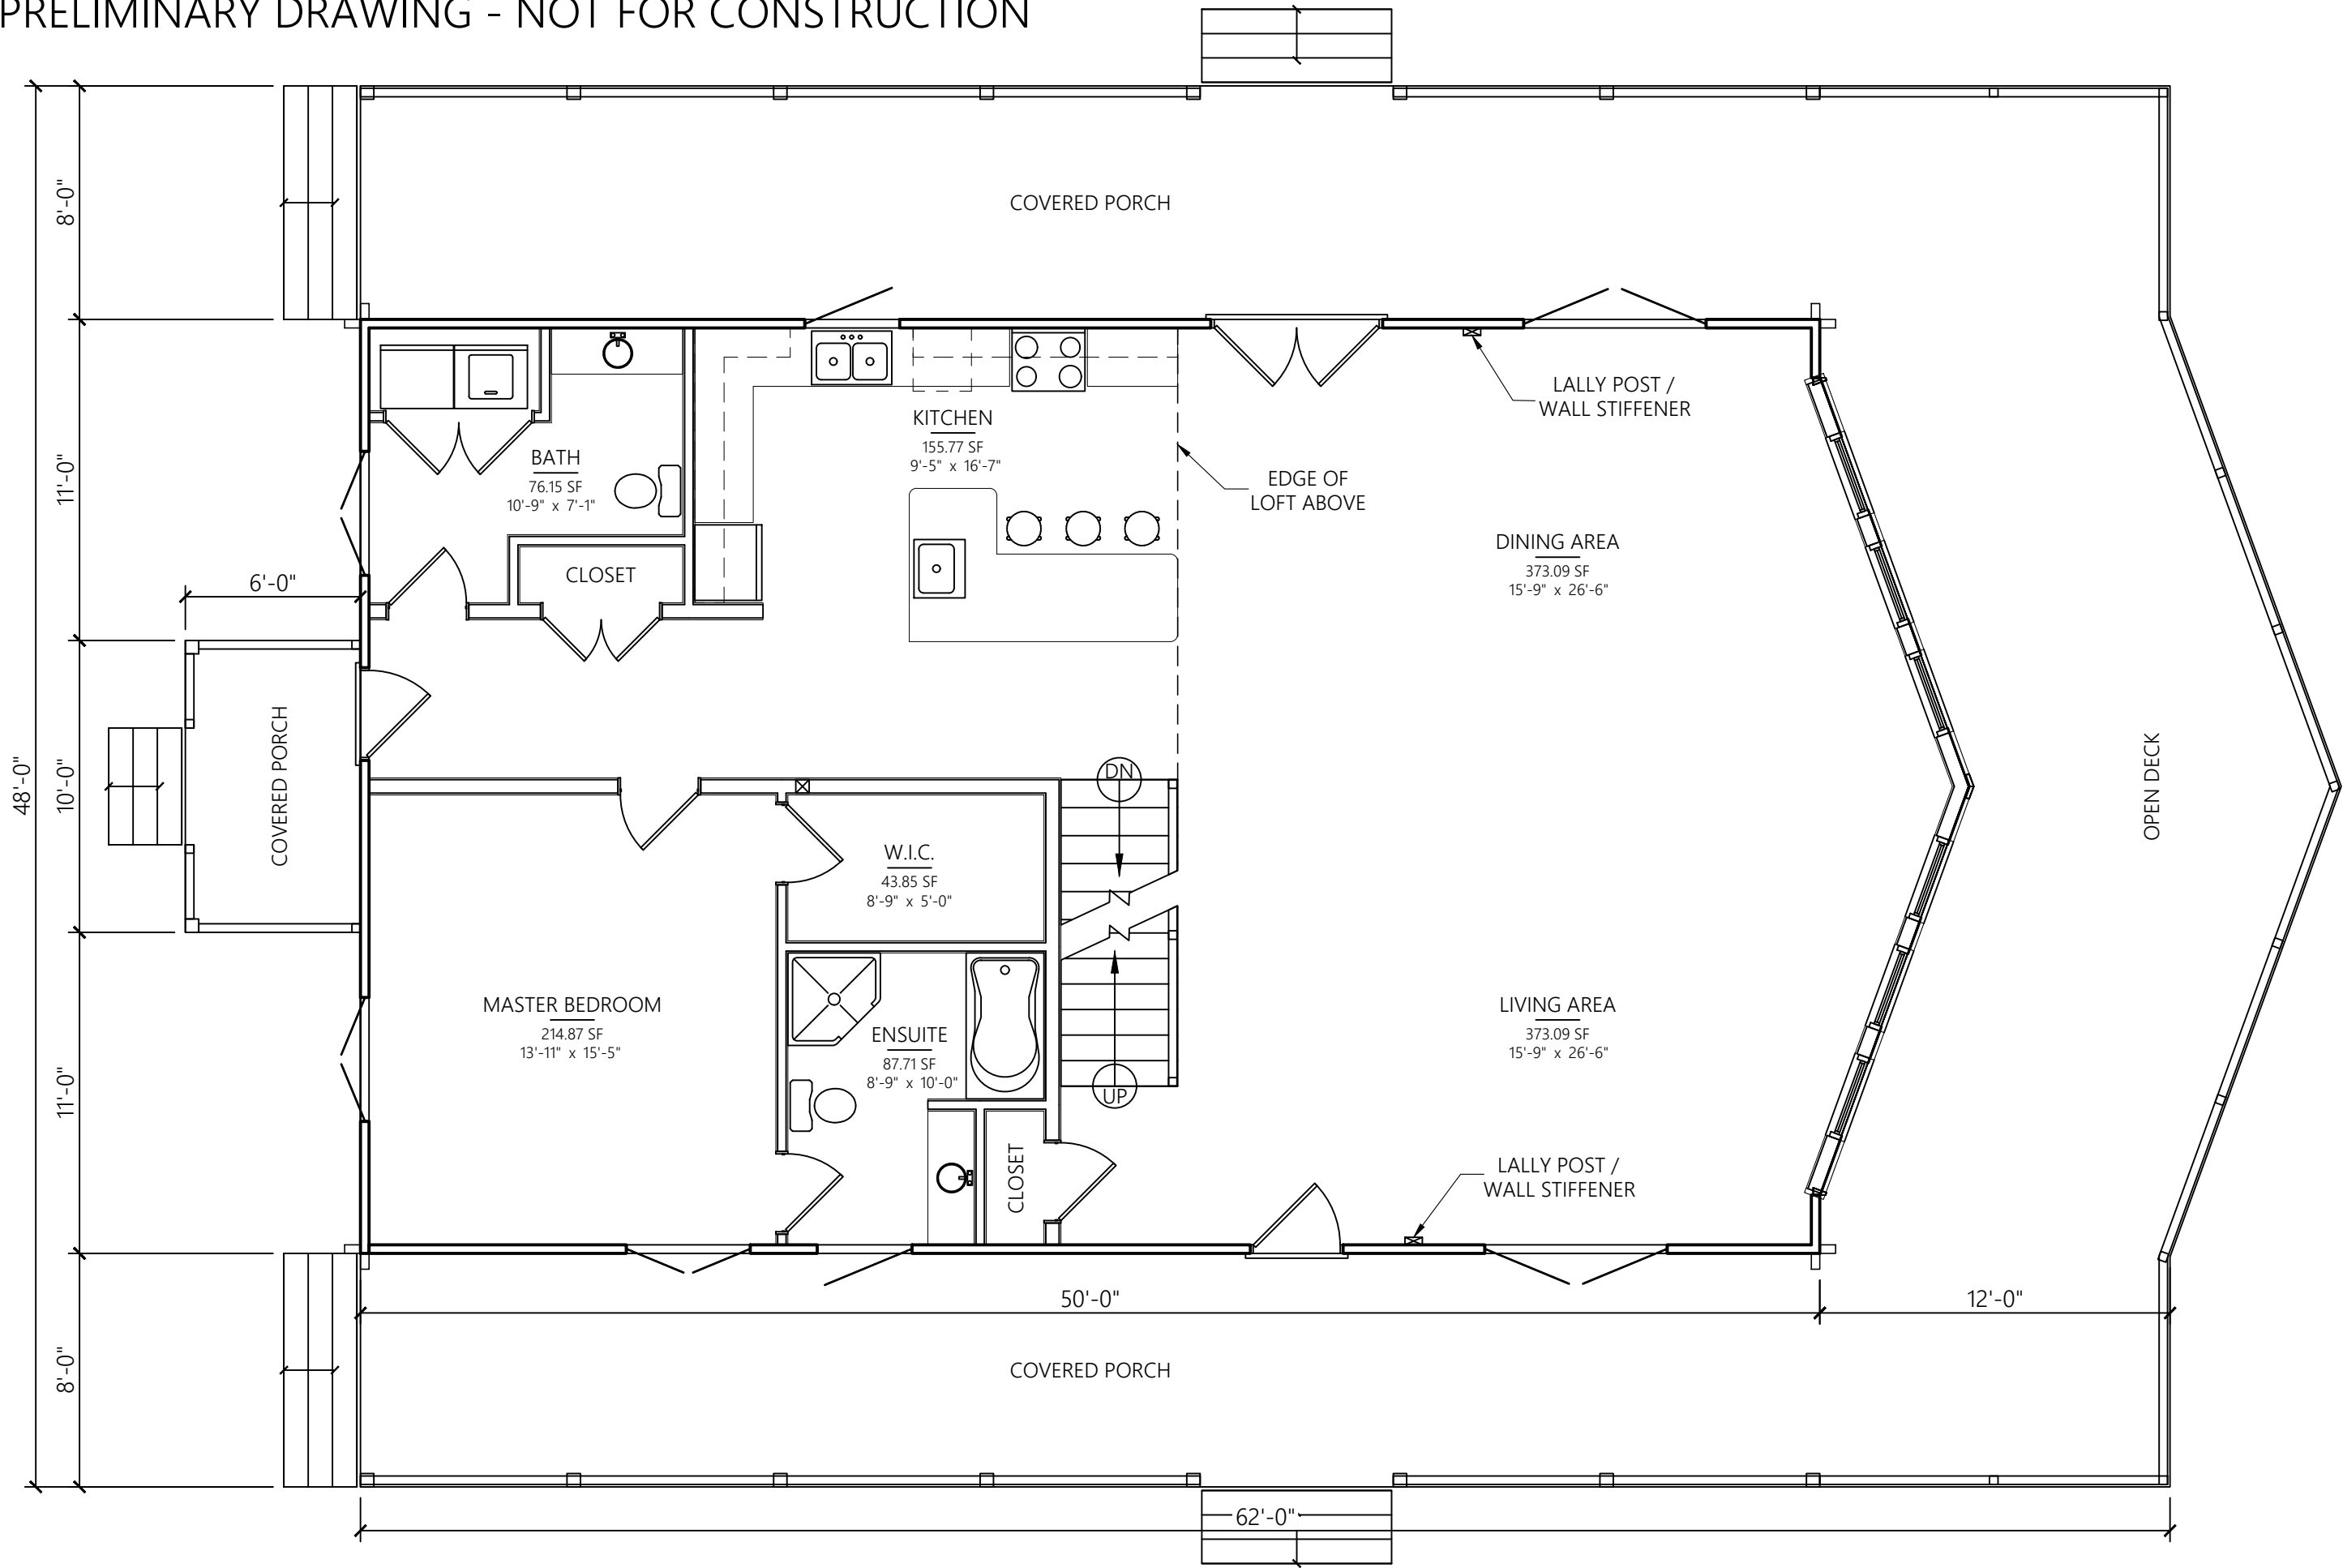 PRELIMINARY DRAWING - NOT FOR CONSTRUCTION
8'-0"
COVERED PORCH
LALLY POST /
WALL STIFFENER
KITCHEN
155.77 SF
9'-5" x 16'-7"
BATH
76.15 SF
10'-9" x 7'-1"
11'-0"
EDGE OF
LOFT ABOVE
DINING AREA
373.09 SF
15'-9" x 26'-6"
CLOSET
6'-0"
48'-0"
10'-0"
COVERED PORCH
DN
OPEN DECK
W.I.C.
43.85 SF
8'-9" x 5'-0"
MASTER BEDROOM
214.87 SF
13'-11" x 15'-5"
ENSUITE
87.71 SF
8'-9" x 10'-0"
LIVING AREA
373.09 SF
15'-9" x 26'-6"
11'-0"
UP
CLOSET
LALLY POST /
WALL STIFFENER
50'-0"
12'-0"
8'-0"
COVERED PORCH
62'-0"